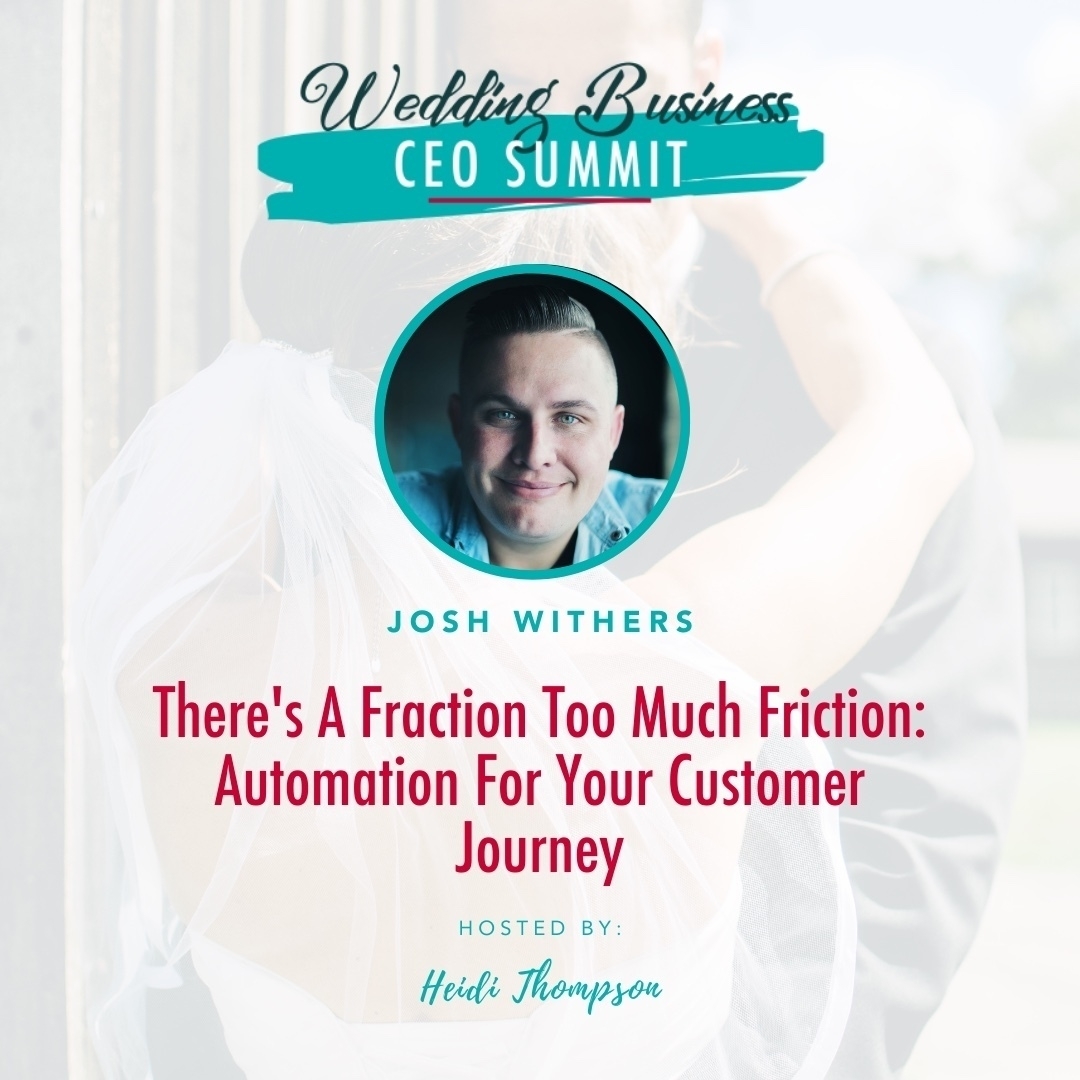 Wedding Business
CEO SUMMIT
JOSH WITHERS
There's A Fraction Too Much Friction:
Automation For Your Customer
Journey
HOSTED BY:
Heidi Thompson